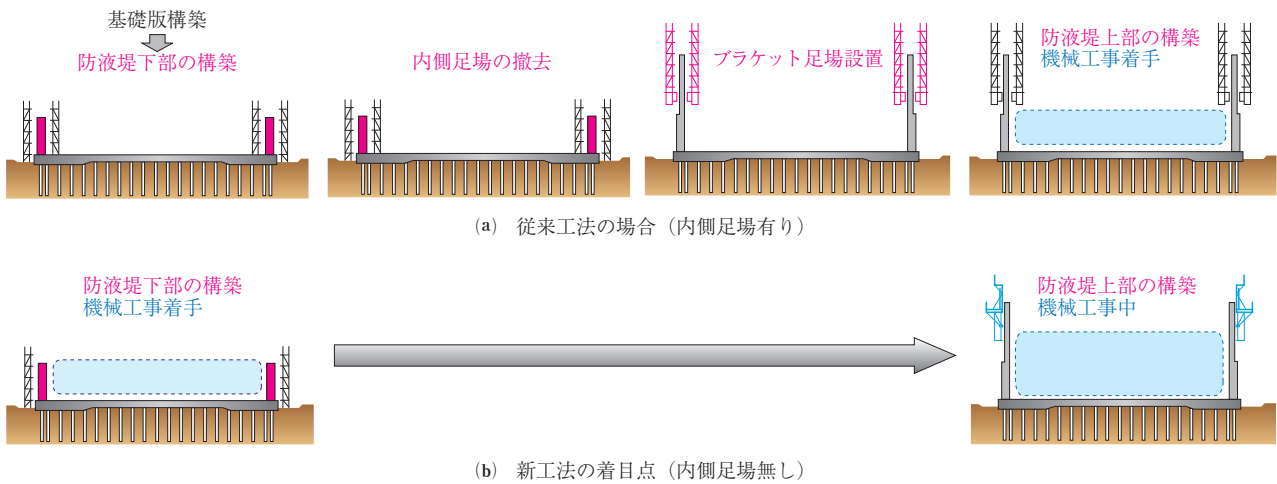 基礎版構築
防液堤下部の構築
内側足場の撤去
ブラケット足場設置
防液堤上部の構築
機械工事着手
(a) 従来工法の場合（内側足場有り）
防液堤下部の構築
機械工事着手
防液堤上部の構築
機械工事中
(b) 新工法の着目点（内側足場無し）